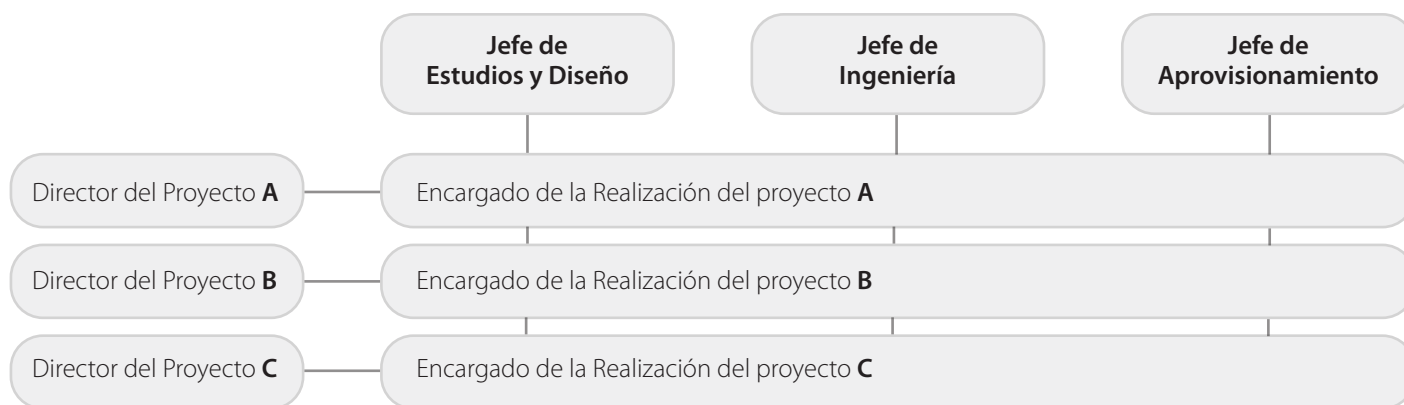 Jefe de
Estudios y Diseño
Jefe de
Ingeniería
Jefe de
Aprovisionamiento
Director del Proyecto A
Encargado de la Realización del proyecto A
Director del Proyecto B
Encargado de la Realización del proyecto B
Director del Proyecto C
Encargado de la Realización del proyecto C